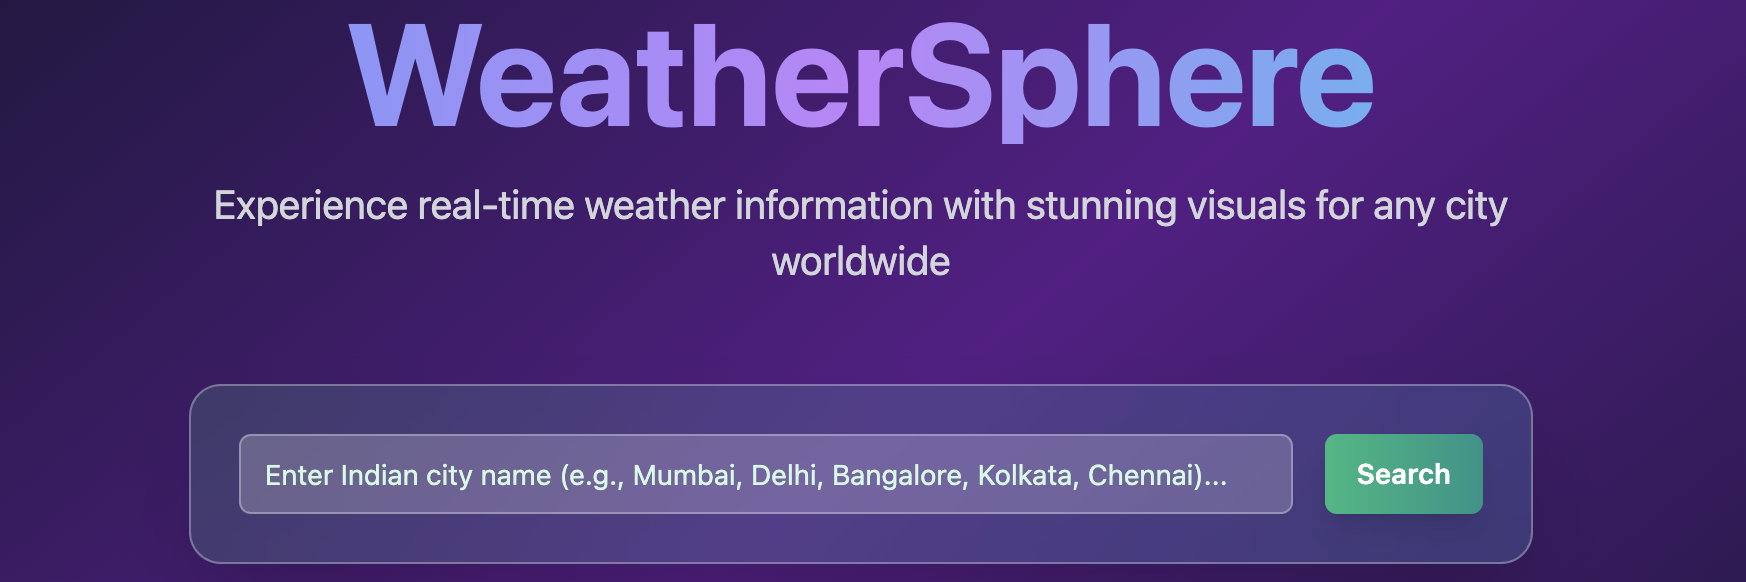 WeatherSphere
Experience real-time weather information with stunning visuals for any city
worldwide
Enter Indian city name (e.g., Mumbai, Delhi, Bangalore, Kolkata, Chennai)...
Search